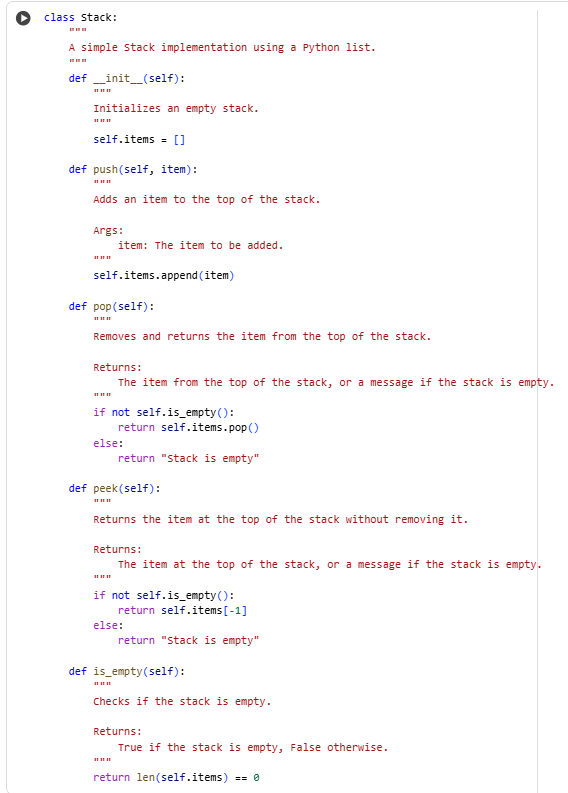 class Stack:
    """
    A simple Stack implementation using a Python list.
    """
    def __init__(self):
        """
        Initializes an empty stack.
        """
        self.items = []

    def push(self, item):
        """
        Adds an item to the top of the stack.

        Args:
            item: The item to be added.
        """
        self.items.append(item)

    def pop(self):
        """
        Removes and returns the item from the top of the stack.

        Returns:
            The item from the top of the stack, or a message if the stack is empty.
        """
        if not self.is_empty():
            return self.items.pop()
        else:
            return "Stack is empty"

    def peek(self):
        """
        Returns the item at the top of the stack without removing it.

        Returns:
            The item at the top of the stack, or a message if the stack is empty.
        """
        if not self.is_empty():
            return self.items[-1]
        else:
            return "Stack is empty"

    def is_empty(self):
        """
        Checks if the stack is empty.

        Returns:
            True if the stack is empty, False otherwise.
        """
        return len(self.items) == 0